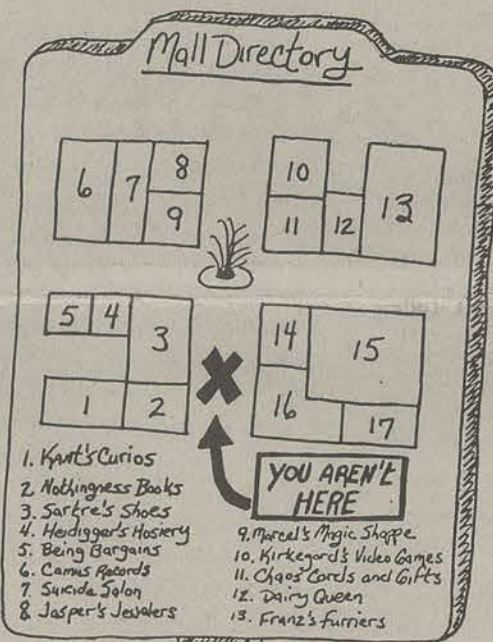 Mall Directory
6 7 8 10 13
9 11 12
5 4 3 14 15
1 2 16 17
X
1. Kant's Curios
2 Nothingness Books
3. Sartre's Shoes
4. Heidigger's Hosiery
5. Being Bargains
6. Camus Records
7. Suicide Salon
8 Jasper's Jewelers
YOU AREN'T
HERE
9. Marcel's Magic Shoppe
10. Kirkegard's Video Games
11. Chaos Cards and Gifts
12. Dairy Queen
13. Franz's Furriers